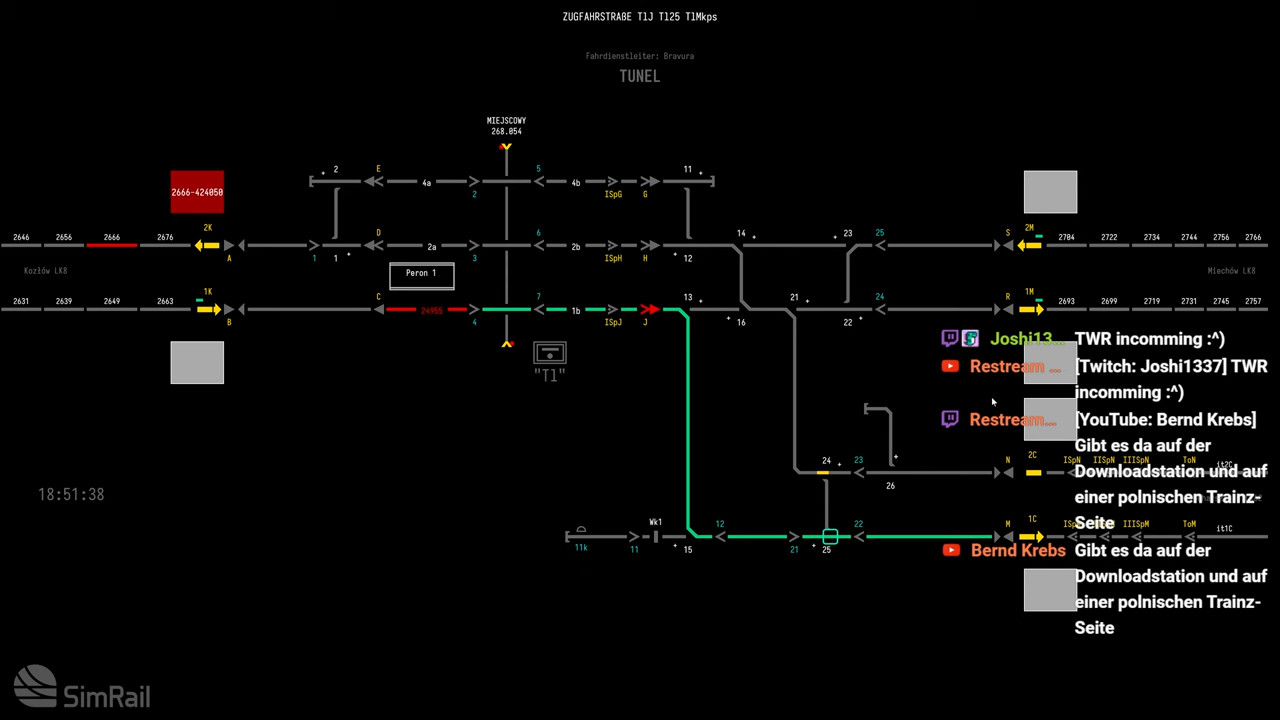 ZUGFAHRSTRAßE T1J T125 T1Mkps
Fahrdienstleiter: Bravura
TUNEL
MIEJSCOWY
268.054
2666-424050
2 E 5 11
4a 4b
2 ISpG G
2K D 6 14 23 25 S 2M
2646 2656 2666 2676 2a 2b 2704 2722 2734 2744 2756 2766
A 1 1 3 ISpH H 12
Kozłów LK8 Peron 1 Miechów LK8
1K C 7 13 21 24 R 1M
2631 2639 2649 2663 24955 1b 2693 2699 2719 2731 2745 2757
B 4 ISpJ J 16 22
"T1"
Joshi13... TWR incomming :^)
Restream ... [Twitch: Joshi1337] TWR
incomming :^)
Restream... [YouTube: Bernd Krebs]
Gibt es da auf der
Downloadstation und auf
einer polnischen Trainz-
Seite
24 23 N 2C ISpN IISpN IIISpN ToN
26 it2C
18:51:38
Wk1 12 22 M 1C IIISpM ToM
it1C
11k 11 15 21 25
Bernd Krebs Gibt es da auf der
Downloadstation und auf
einer polnischen Trainz-
Seite
SimRail